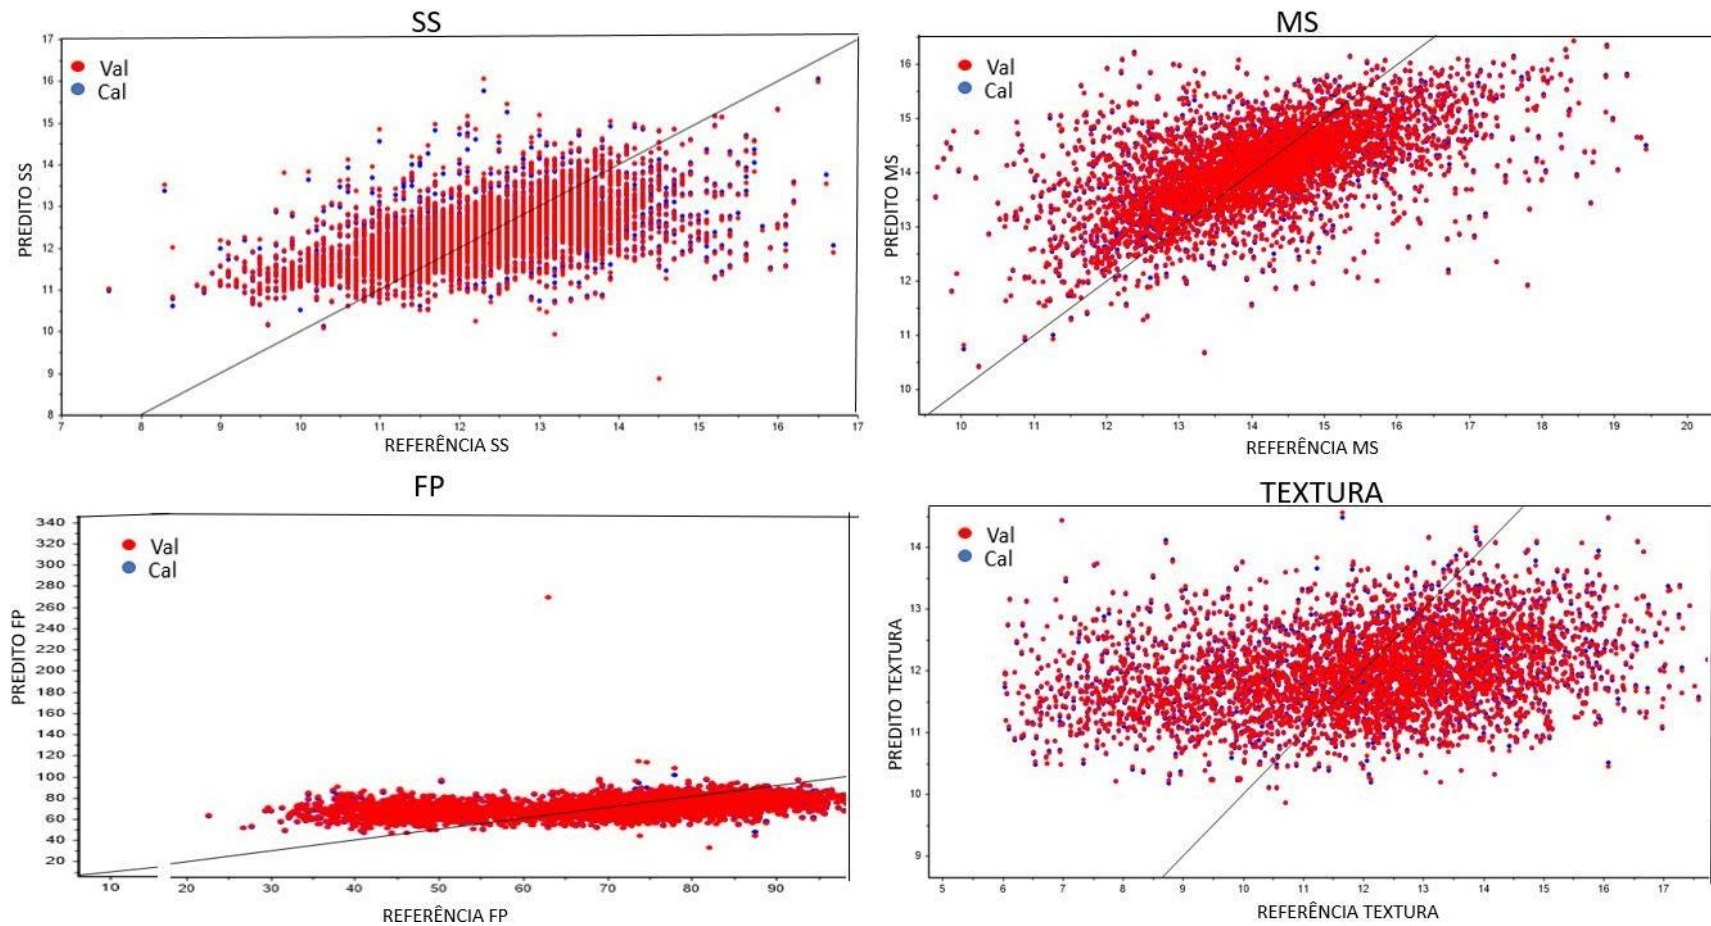 SS
Val
Cal
17
16
15
14
13
12
11
10
9
8
PREDITO SS
7 8 9 10 11 12 13 14 15 16 17
REFERÊNCIA SS
MS
Val
Cal
16
15
14
13
12
11
10
PREDITO MS
10 11 12 13 14 15 16 17 18 19 20
REFERÊNCIA MS
FP
Val
Cal
340
320
300
280
260
240
220
200
180
160
140
120
100
80
60
40
20
PREDITO FP
10 20 30 40 50 60 70 80 90
REFERÊNCIA FP
TEXTURA
Val
Cal
14
13
12
11
10
9
PREDITO TEXTURA
5 6 7 8 9 10 11 12 13 14 15 16 17
REFERÊNCIA TEXTURA